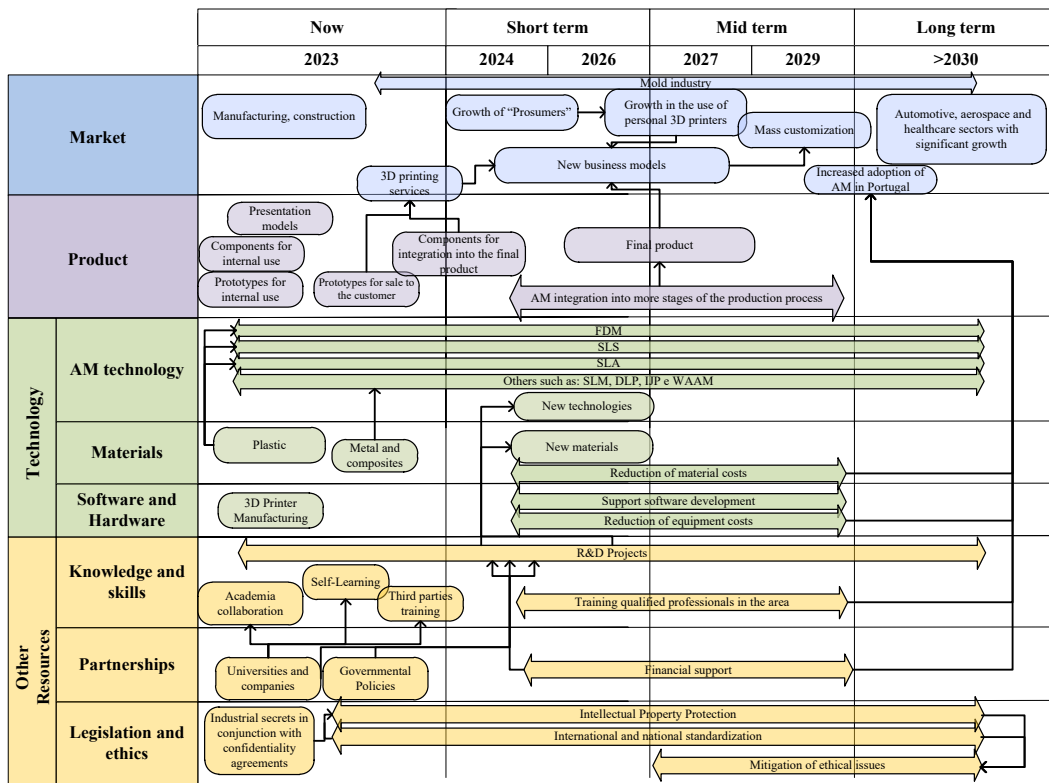 Now
Short term
Mid term
Long term
2023
2024
2026
2027
2029
>2030
Market
Mold industry
Manufacturing, construction
Growth of “Prosumers”
Growth in the use of
personal 3D printers
Mass customization
Automotive, aerospace and
healthcare sectors with
significant growth
3D printing
services
New business models
Increased adoption of
AM in Portugal
Product
Presentation
models
Components for
internal use
Prototypes for
internal use
Prototypes for sale to
the customer
Components for
integration into the final
product
Final product
AM integration into more stages of the production process
Technology
AM technology
FDM
SLS
SLA
Others such as: SLM, DLP, IJP e WAAM
New technologies
Materials
Plastic
Metal and
composites
New materials
Reduction of material costs
Software and
Hardware
3D Printer
Manufacturing
Support software development
Reduction of equipment costs
Other
Resources
Knowledge and
skills
R&D Projects
Academia
collaboration
Self-Learning
Third parties
training
Training qualified professionals in the area
Partnerships
Universities and
companies
Governmental
Policies
Financial support
Legislation and
ethics
Industrial secrets in
conjunction with
confidentiality
agreements
Intellectual Property Protection
International and national standardization
Mitigation of ethical issues